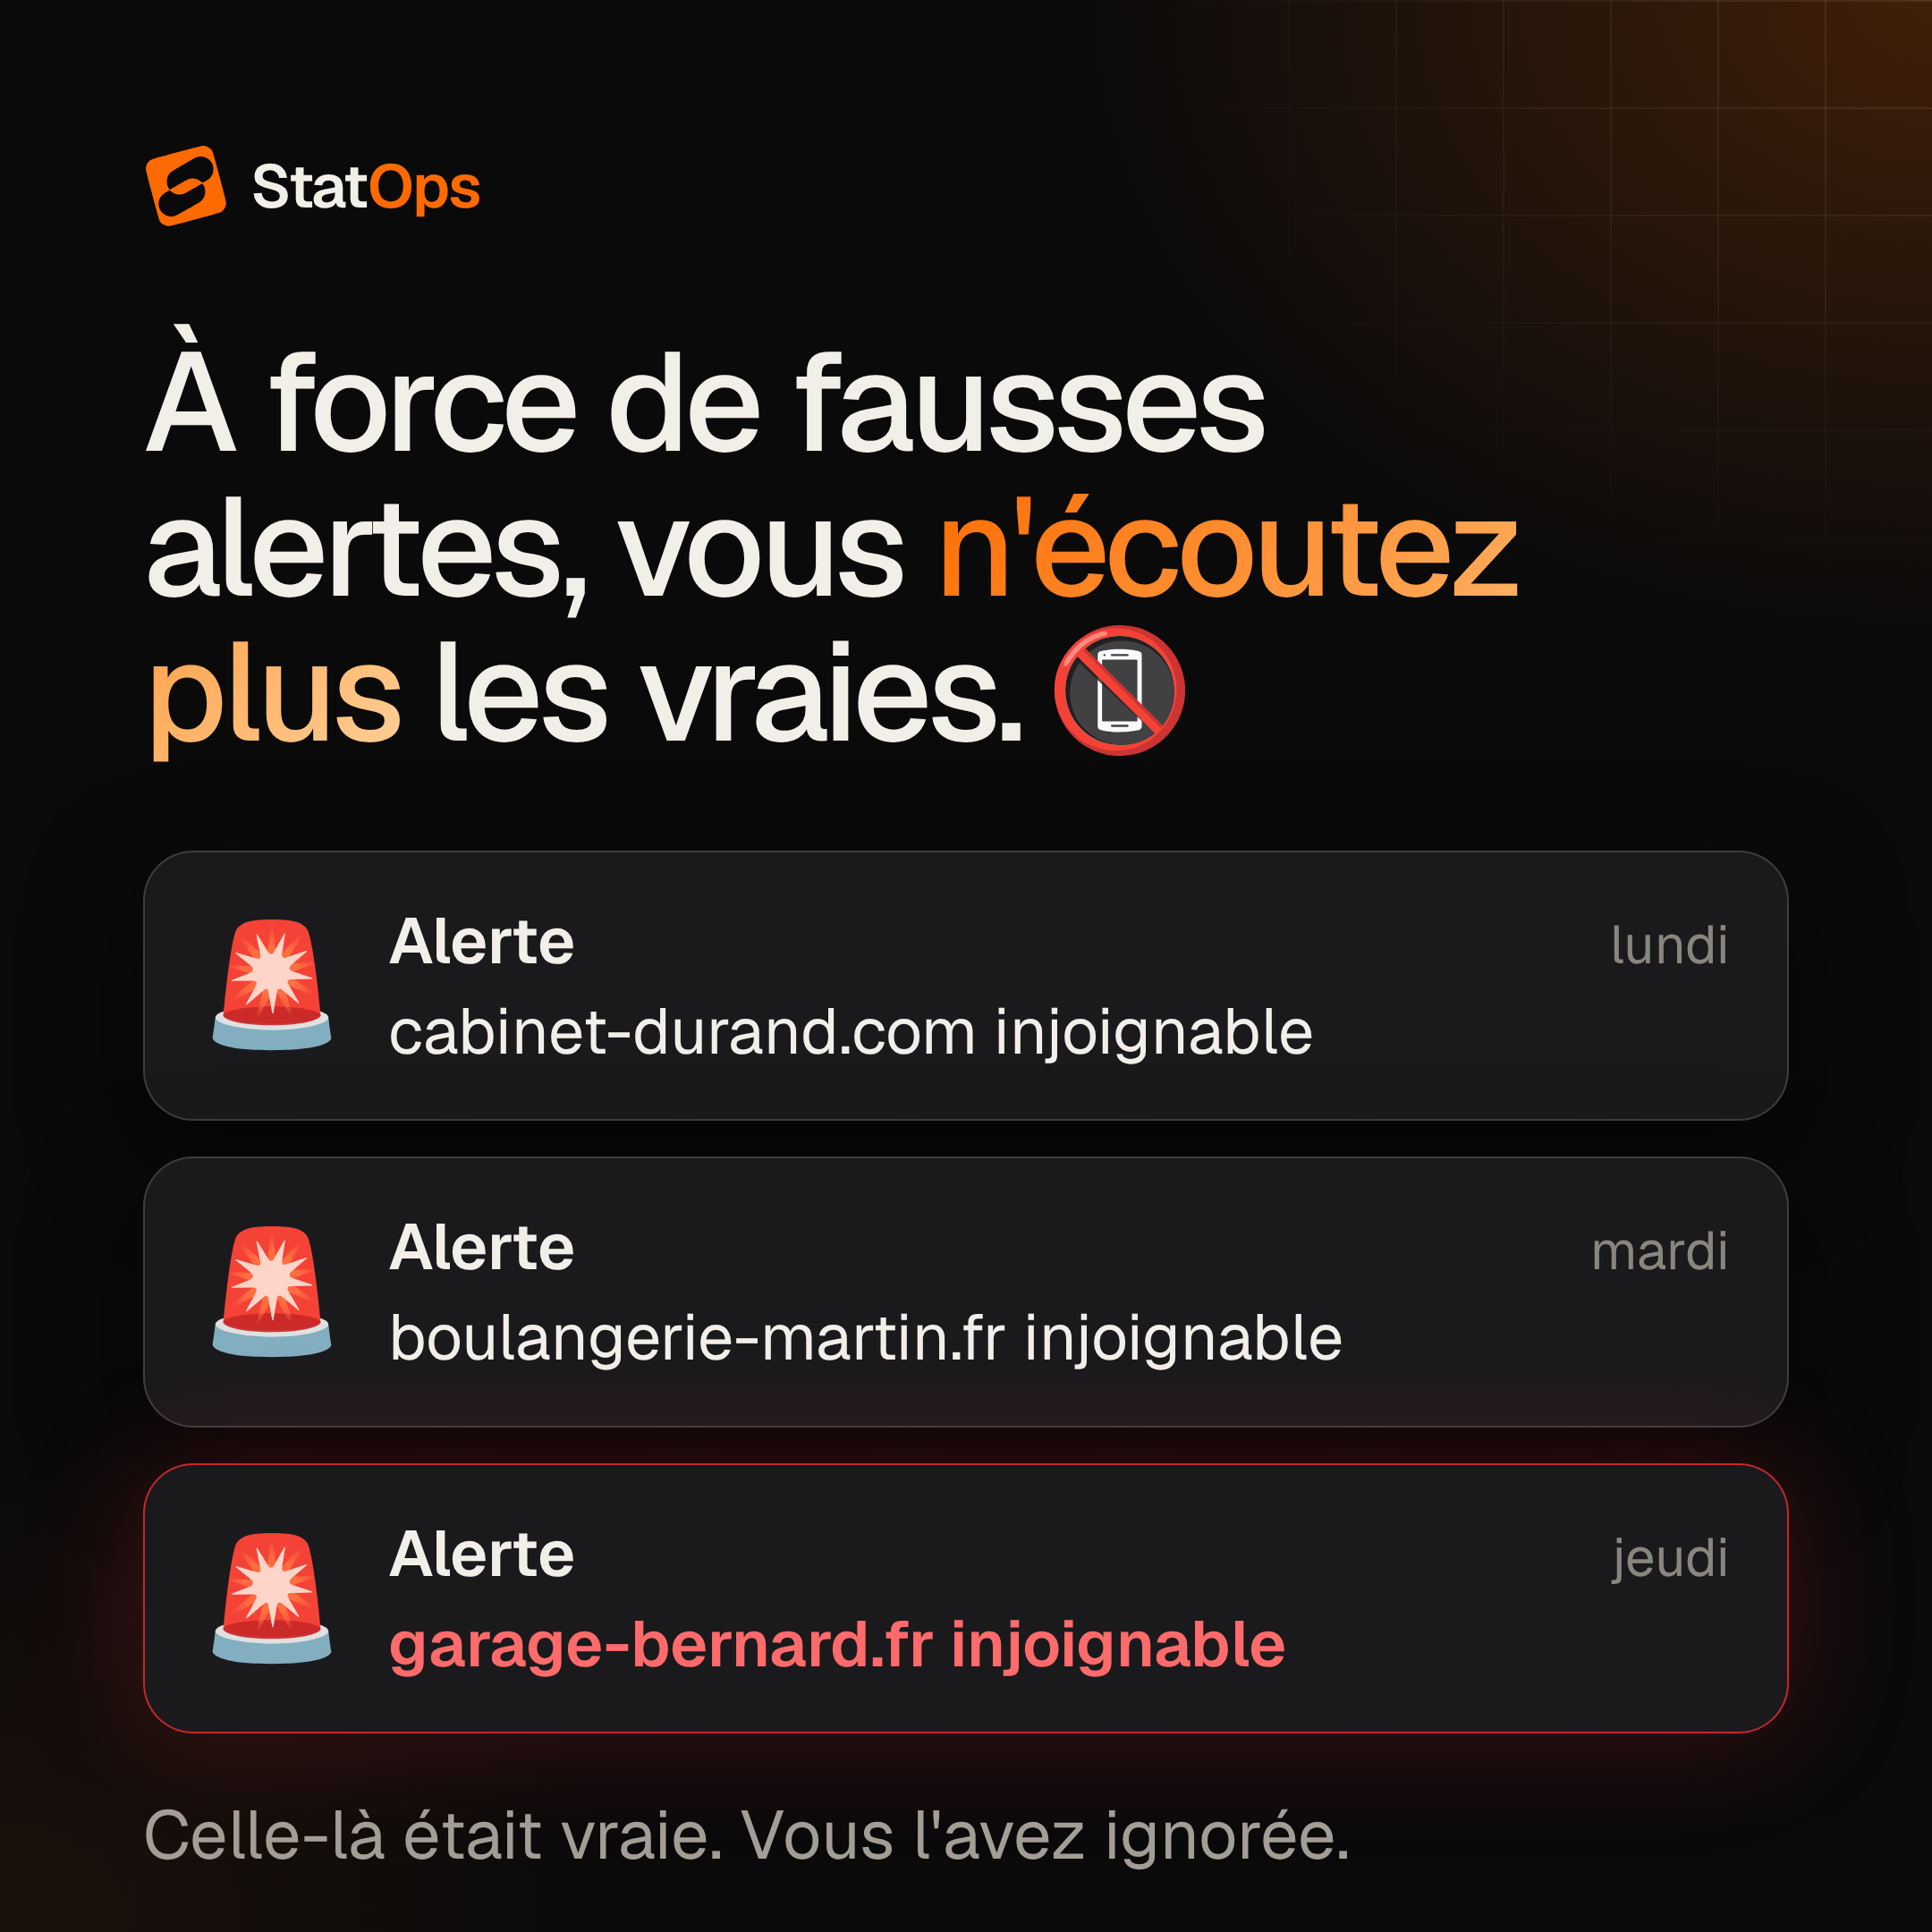 StatOps
À force de fausses
alertes, vous n'écoutez
plus les vraies. 📵
Alerte
lundi
cabinet-durand.com injoignable
Alerte
mardi
boulangerie-martin.fr injoignable
Alerte
jeudi
garage-bernard.fr injoignable
Celle-là était vraie. Vous l'avez ignorée.